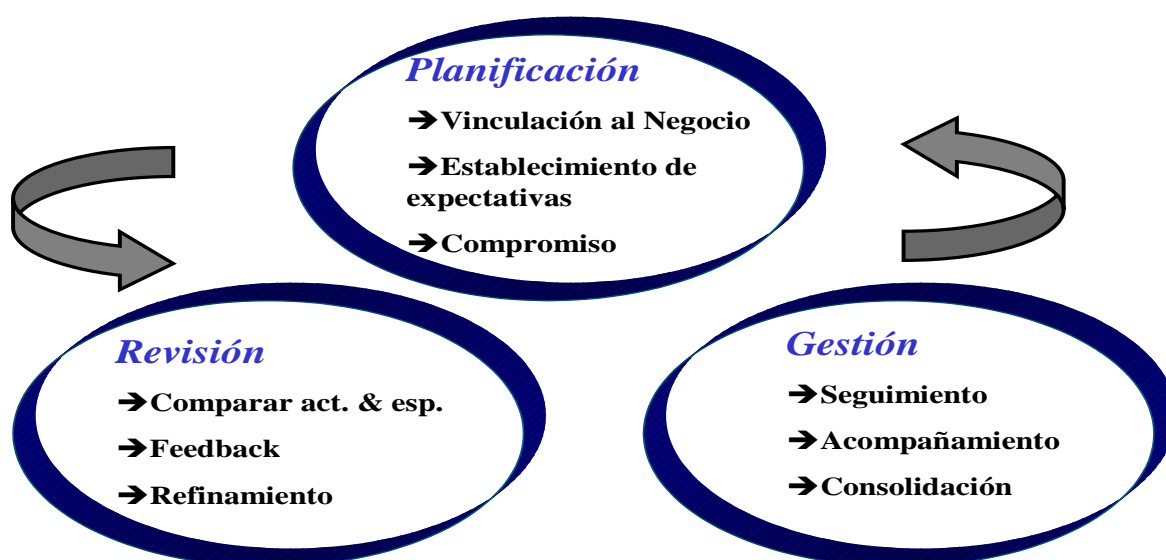 Planificación
➔Vinculación al Negocio
➔Establecimiento de
expectativas
➔Compromiso
Revisión
➔Comparar act. & esp.
➔Feedback
➔Refinamiento
Gestión
➔Seguimiento
➔Acompañamiento
➔Consolidación